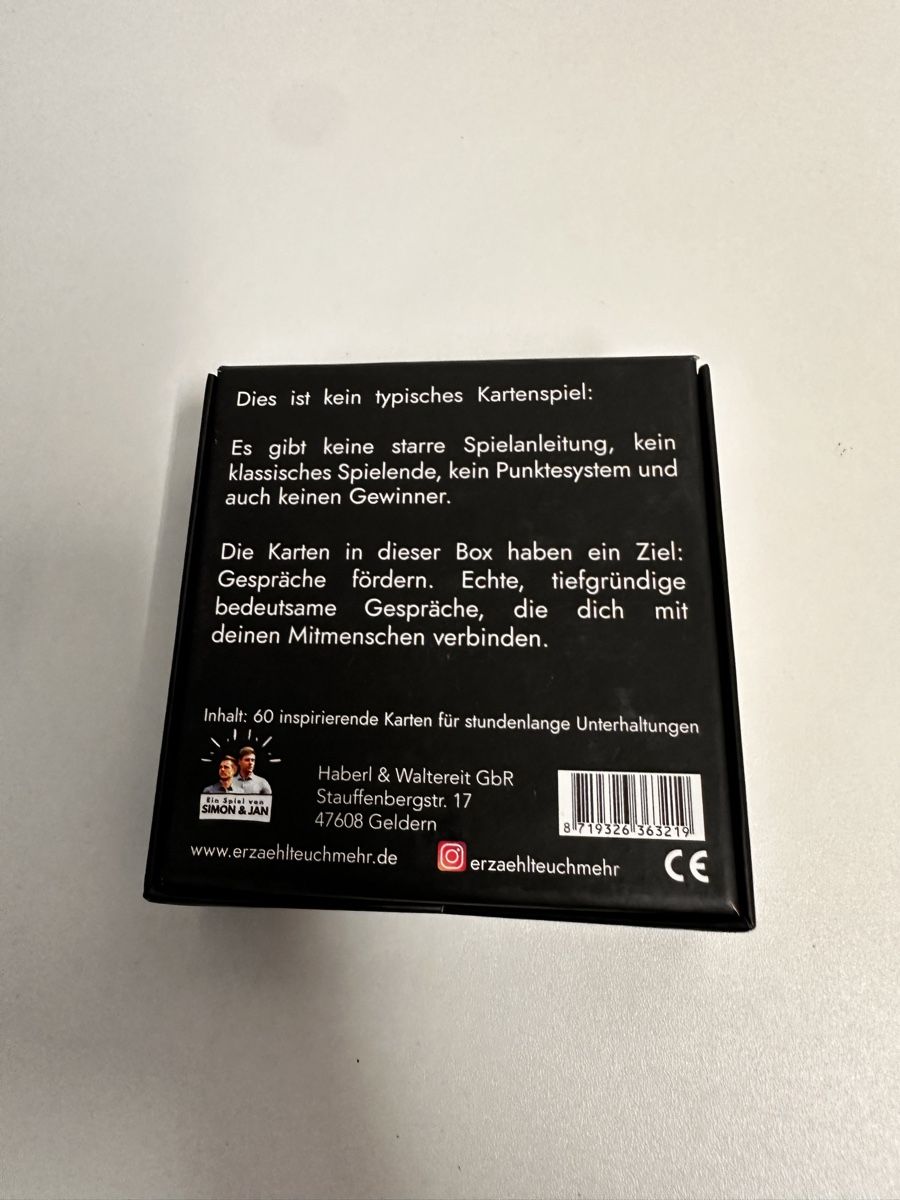 Dies ist kein typisches Kartenspiel:
Es gibt keine starre Spielanleitung, kein
klassisches Spielende, kein Punktesystem und
auch keinen Gewinner.
Die Karten in dieser Box haben ein Ziel:
Gespräche fördern. Echte, tiefgründige
bedeutsame Gespräche, die dich mit
deinen Mitmenschen verbinden.
Inhalt: 60 inspirierende Karten für stundenlange Unterhaltungen
Ein Spiel von
SIMON & JAN
Haberl & Waltereit GbR
Stauffenbergstr. 17
47608 Geldern
8 719326 363219
www.erzaehlteuchmehr.de
erzaehlteuchmehr
CE